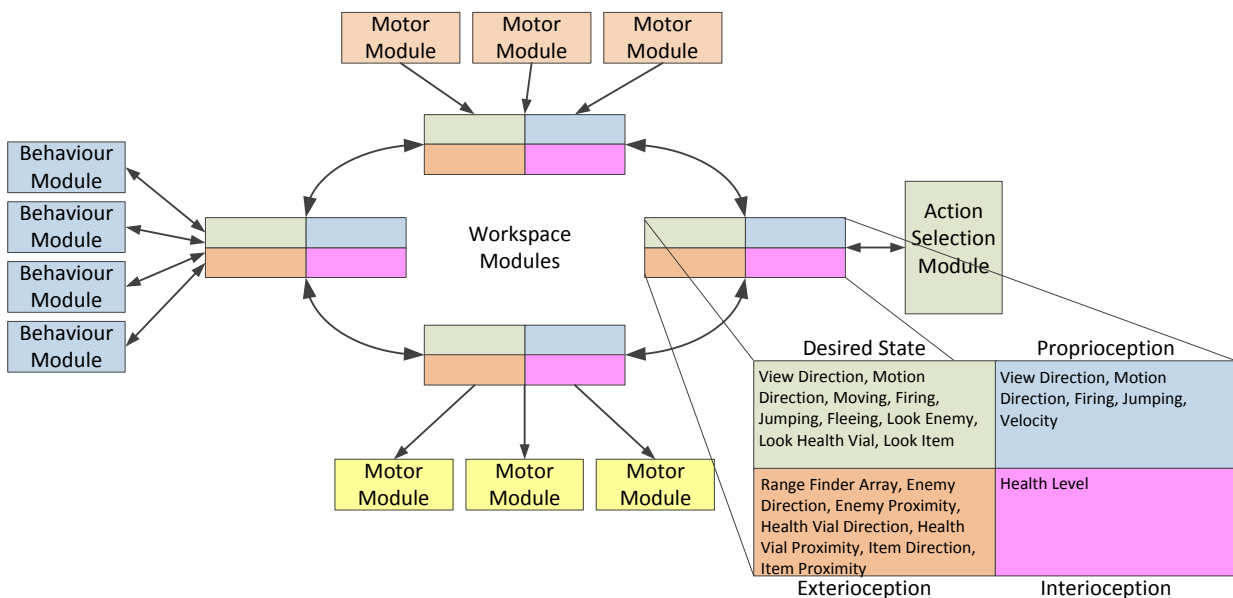 Motor
Module
Motor
Module
Motor
Module
Behaviour
Module
Behaviour
Module
Behaviour
Module
Behaviour
Module
Workspace
Modules
Action
Selection
Module
Motor
Module
Motor
Module
Motor
Module
Desired State
Proprioception
View Direction, Motion
Direction, Moving, Firing,
Jumping, Fleeing, Look Enemy,
Look Health Vial, Look Item
View Direction, Motion
Direction, Firing, Jumping,
Velocity
Range Finder Array, Enemy
Direction, Enemy Proximity,
Health Vial Direction, Health
Vial Proximity, Item Direction,
Item Proximity
Health Level
Exterioception
Interioception